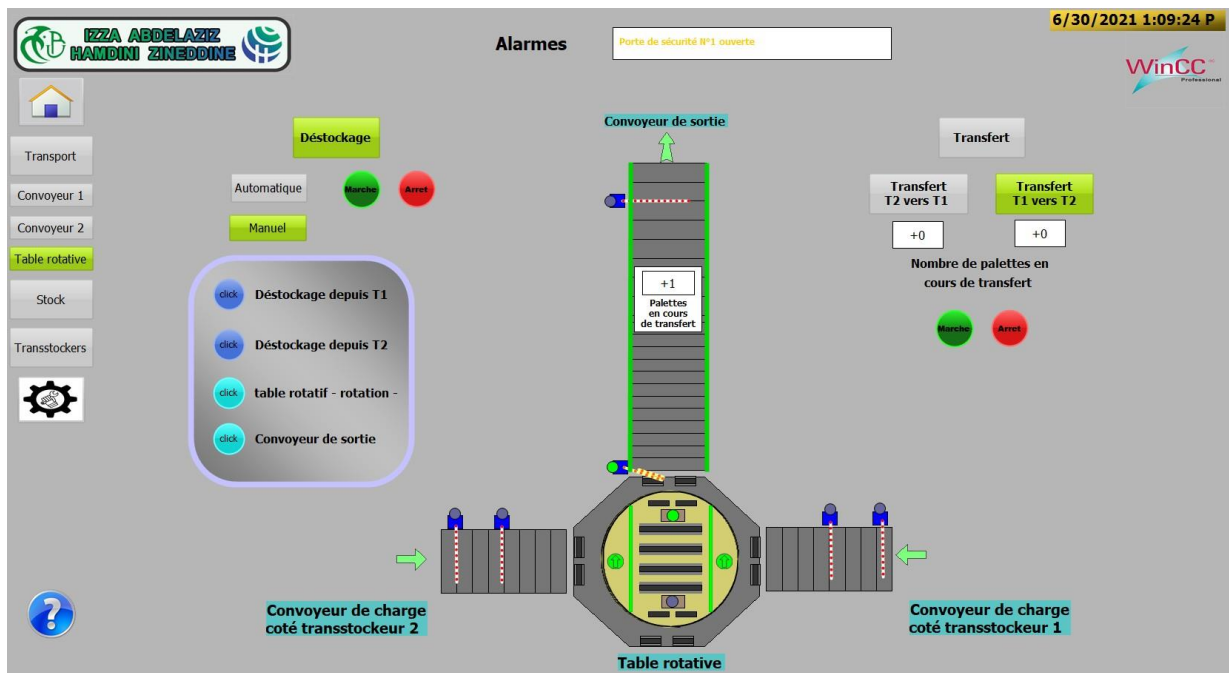 IZZA ABDELAZIZ
HAMDINI ZINEDDINE
Alarmes
Porte de sécurité N°1 ouverte
6/30/2021 1:09:24 P
WinCC
Professional
Transport
Convoyeur 1
Convoyeur 2
Table rotative
Stock
Transstockers
Déstockage
Automatique
Marche
Arret
Manuel
click
Déstockage depuis T1
click
Déstockage depuis T2
click
table rotatif - rotation -
click
Convoyeur de sortie
Convoyeur de sortie
+1
Palettes
en cours
de transfert
Transfert
Transfert
T2 vers T1
Transfert
T1 vers T2
+0
+0
Nombre de palettes en
cours de transfert
Marche
Arret
Convoyeur de charge
coté transstockeur 2
Convoyeur de charge
coté transstockeur 1
Table rotative
?